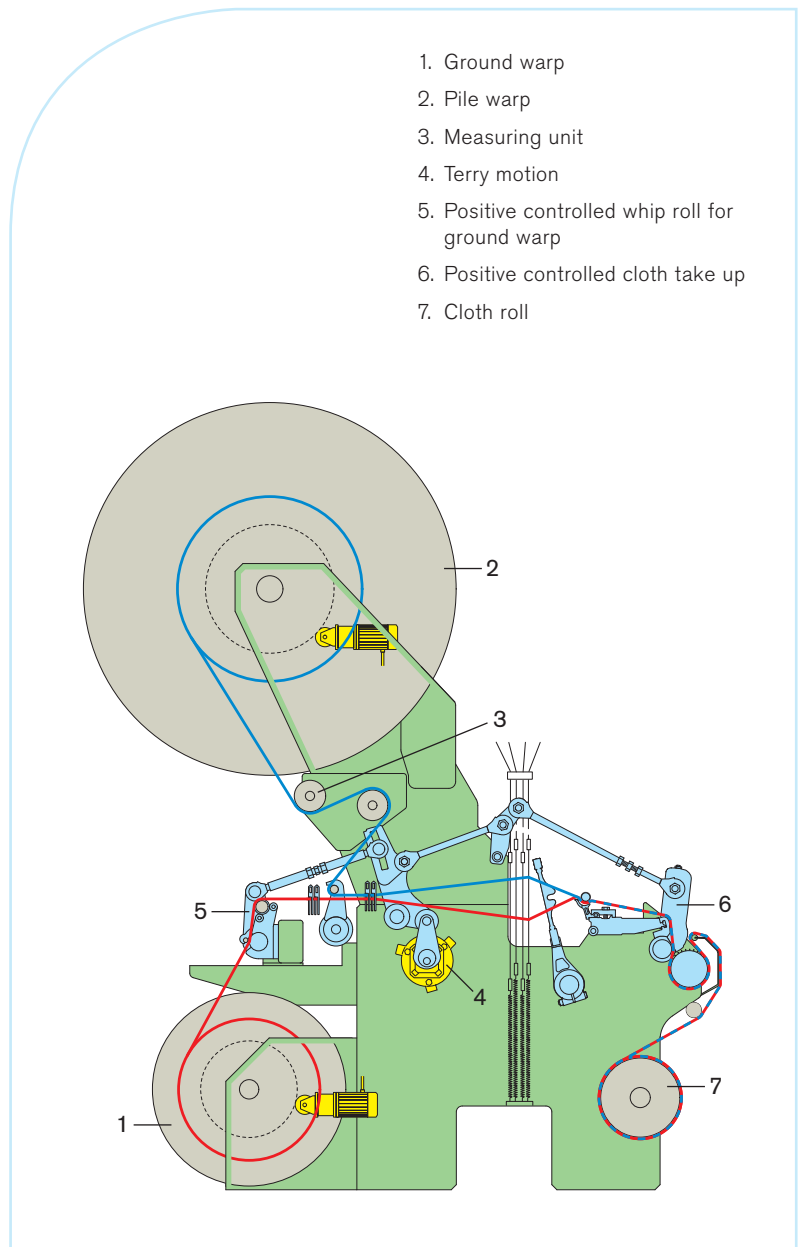 1. Ground warp
2. Pile warp
3. Measuring unit
4. Terry motion
5. Positive controlled whip roll for
ground warp
6. Positive controlled cloth take up
7. Cloth roll
2
3
5
6
4
7
1